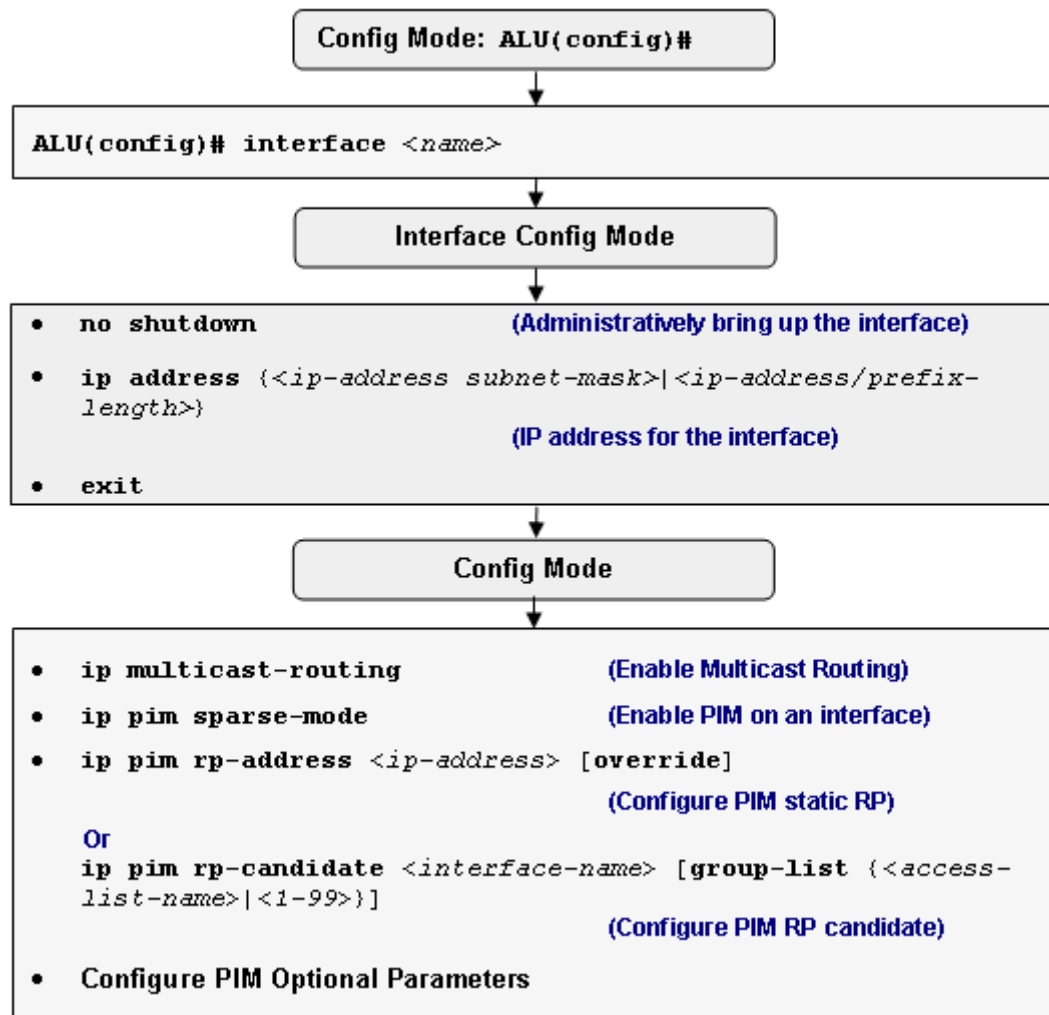 Config Mode: ALU(config)#
ALU(config)# interface <name>
Interface Config Mode
• no shutdown (Administratively bring up the interface)
• ip address {<ip-address subnet-mask>|<ip-address/prefix-
length>}
(IP address for the interface)
• exit
Config Mode
• ip multicast-routing (Enable Multicast Routing)
• ip pim sparse-mode (Enable PIM on an interface)
• ip pim rp-address <ip-address> [override]
(Configure PIM static RP)
Or
ip pim rp-candidate <interface-name> [group-list {<access-
list-name>|<1-99>}]
(Configure PIM RP candidate)
• Configure PIM Optional Parameters